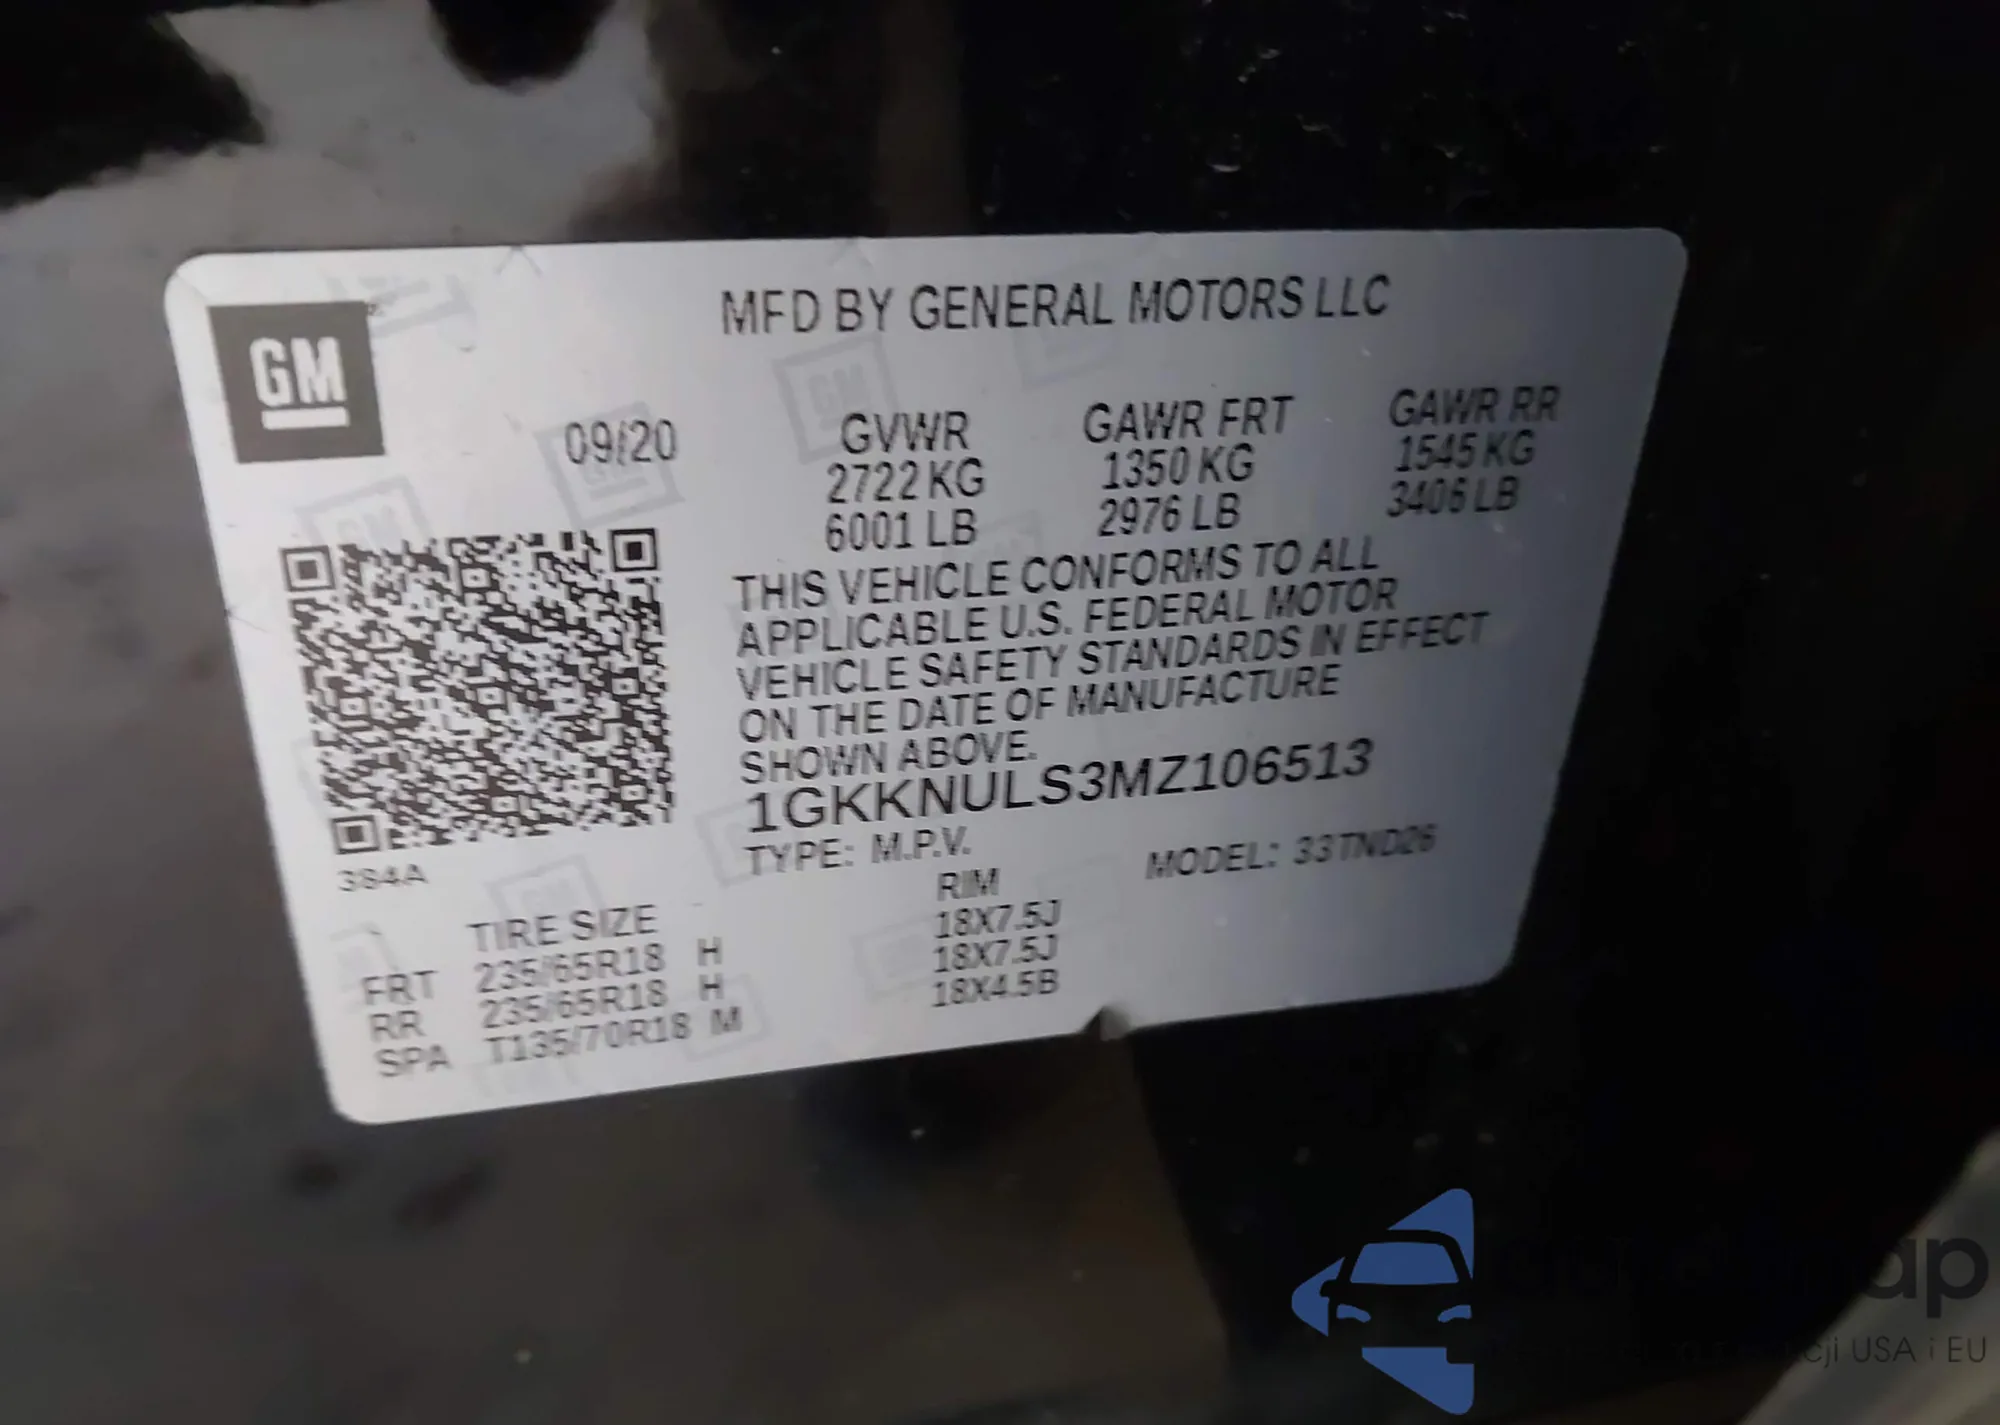 GM
MFD BY GENERAL MOTORS LLC
09/20
GVWR GAWR FRT GAWR RR
2722 KG 1350 KG 1545 KG
6001 LB 2976 LB 3406 LB
THIS VEHICLE CONFORMS TO ALL
APPLICABLE U.S. FEDERAL MOTOR
VEHICLE SAFETY STANDARDS IN EFFECT
ON THE DATE OF MANUFACTURE
SHOWN ABOVE.
1GKKNULS3MZ106513
TYPE: M.P.V. MODEL: 33TND26
384A
TIRE SIZE RIM
FRT 235/65R18 H 18X7.5J
RR 235/65R18 H 18X7.5J
SPA T135/70R18 M 18X4.5B
USA i EU